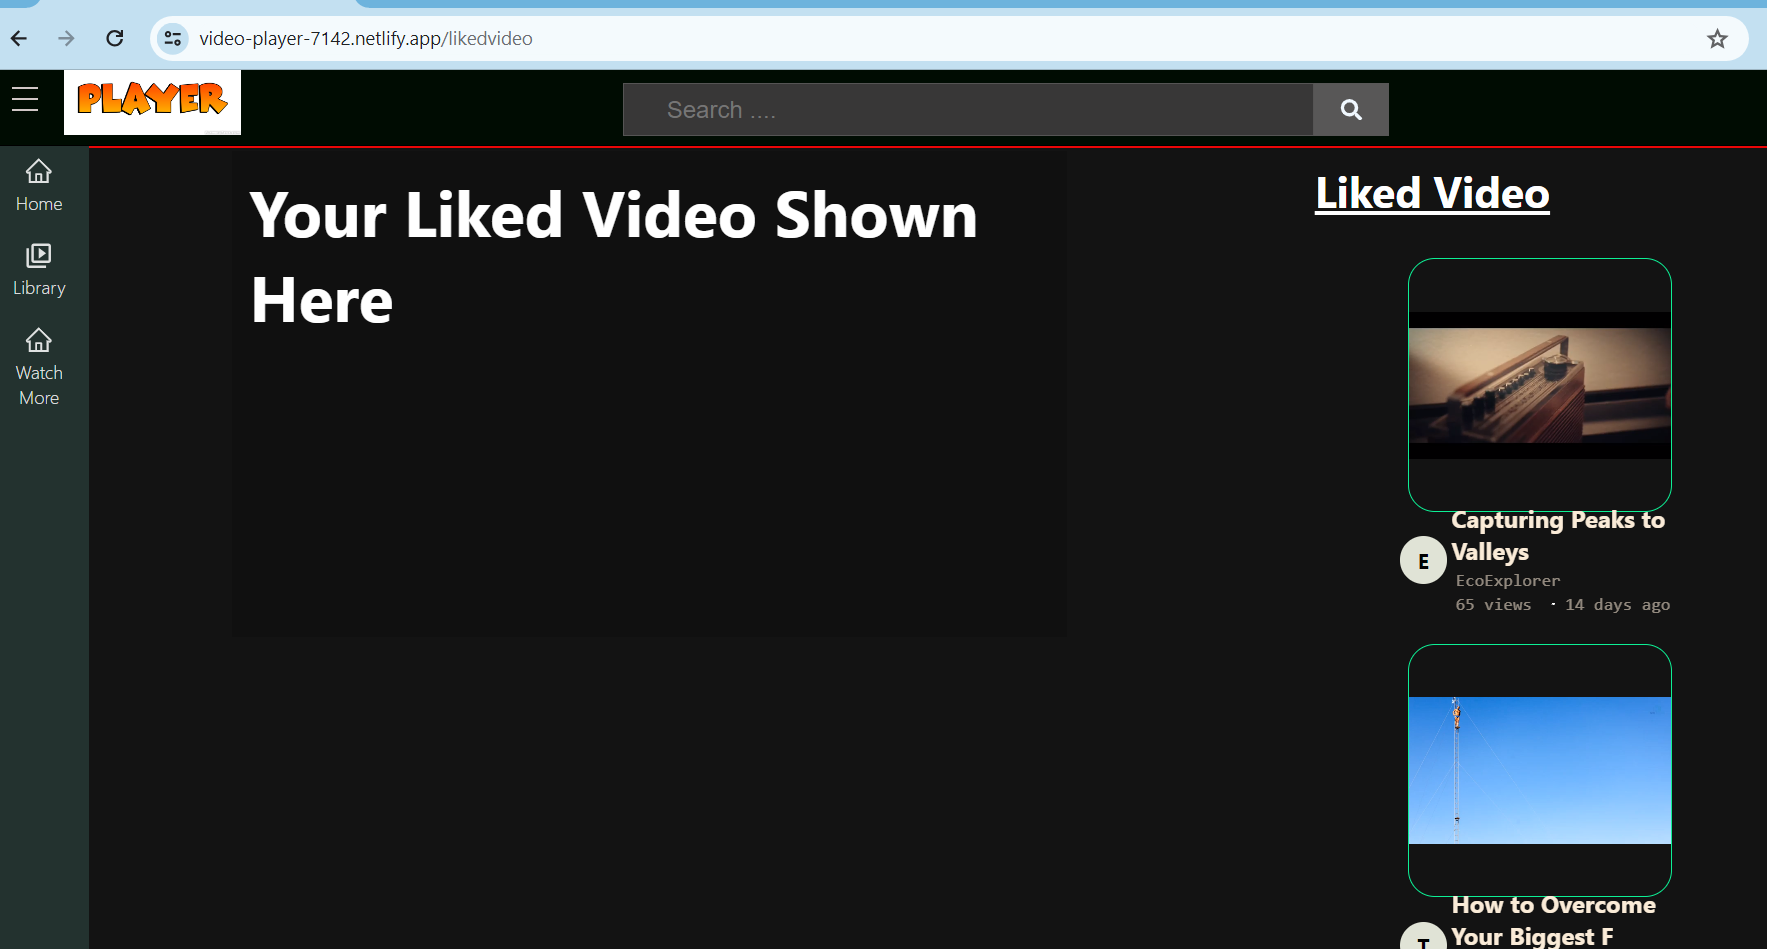 video-player-7142.netlify.app/likedvideo
PLAYER
Search ....
Home
Library
Watch
More
Your Liked Video Shown
Here
Liked Video
Capturing Peaks to
Valleys
E
EcoExplorer
65 views · 14 days ago
How to Overcome
Your Biggest F
T